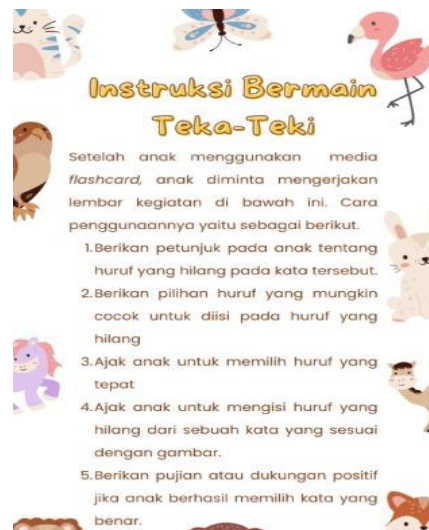 Instruksi Bermain
Teka-Teki
Setelah anak menggunakan media
flashcard, anak diminta mengerjakan
lembar kegiatan di bawah ini. Cara
penggunaannya yaitu sebagai berikut.
1.Berikan petunjuk pada anak tentang
huruf yang hilang pada kata tersebut.
2.Berikan pilihan huruf yang mungkin
cocok untuk diisi pada huruf yang
hilang
3.Ajak anak untuk memilih huruf yang
tepat
4.Ajak anak untuk mengisi huruf yang
hilang dari sebuah kata yang sesuai
dengan gambar.
5.Berikan pujian atau dukungan positif
jika anak berhasil memilih kata yang
benar.